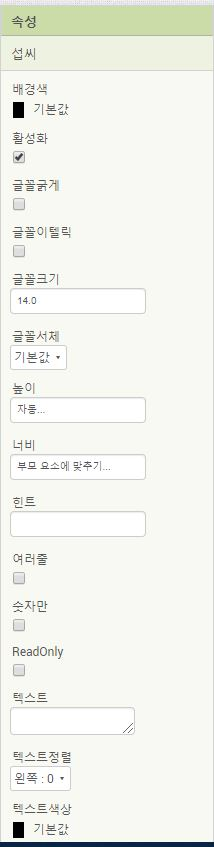 속성
섭씨
배경색
기본값
활성화
글꼴굵게
글꼴이텔릭
글꼴크기
14.0
글꼴서체
기본값
높이
자동...
너비
부모 요소에 맞추기...
힌트
여러줄
숫자만
ReadOnly
텍스트
텍스트정렬
왼쪽 : 0
텍스트색상
기본값